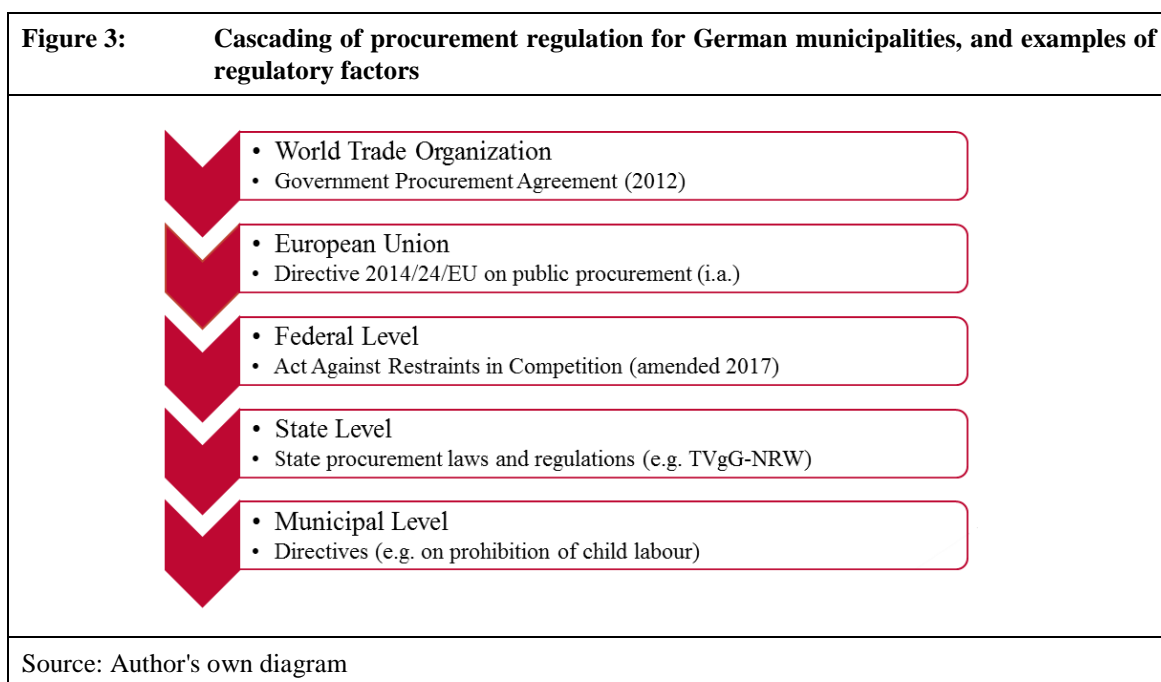 Figure 3: Cascading of procurement regulation for German municipalities, and examples of
regulatory factors
• World Trade Organization
• Government Procurement Agreement (2012)
• European Union
• Directive 2014/24/EU on public procurement (i.a.)
• Federal Level
• Act Against Restraints in Competition (amended 2017)
• State Level
• State procurement laws and regulations (e.g. TVgG-NRW)
• Municipal Level
• Directives (e.g. on prohibition of child labour)
Source: Author's own diagram